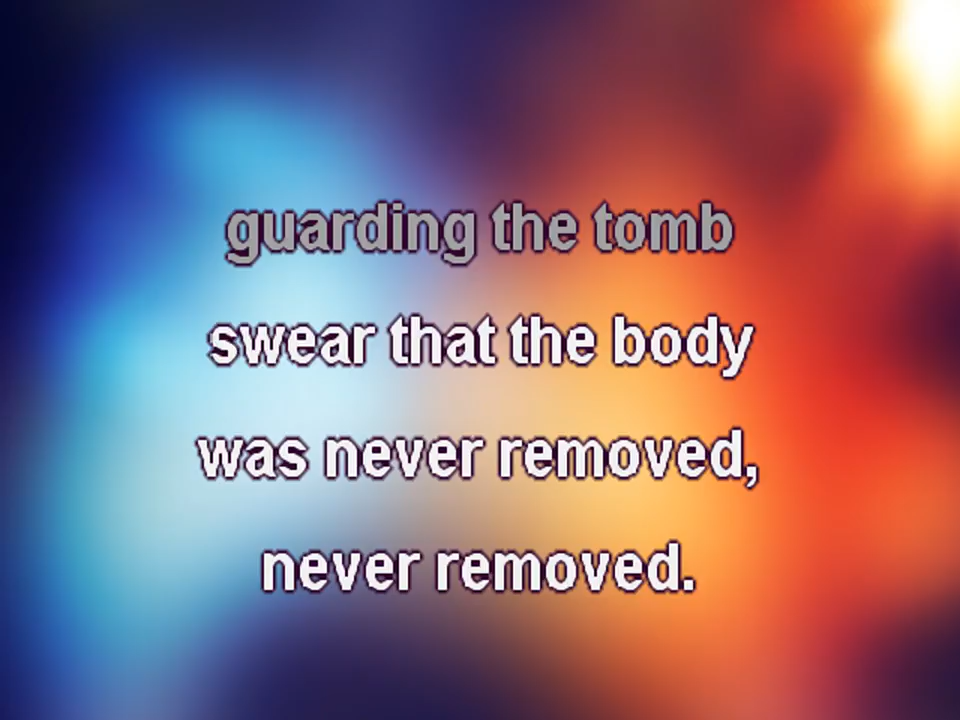 guarding the tomb
swear that the body
was never removed,
never removed.